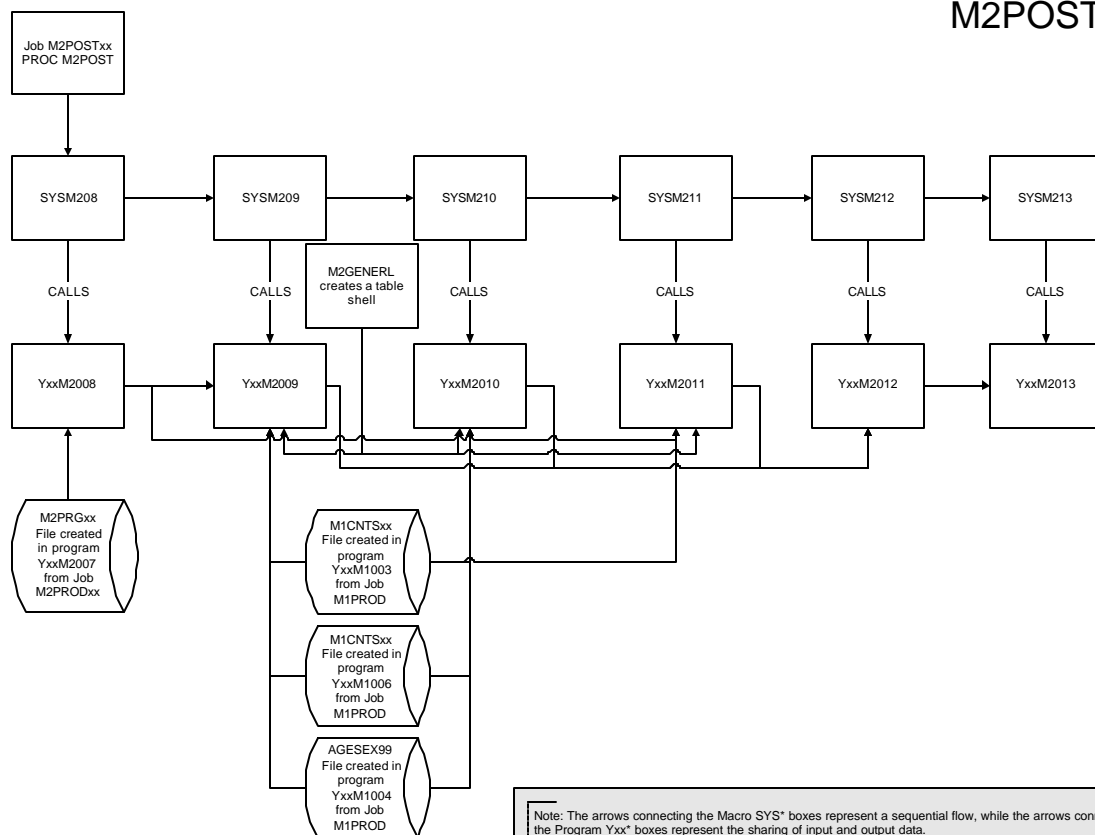 M2POST
Job M2POSTxx
PROC M2POST
SYSM208
SYSM209
SYSM210
SYSM211
SYSM212
SYSM213
M2GENERL
creates a table
shell
CALLS
CALLS
CALLS
CALLS
CALLS
CALLS
YxxM2008
YxxM2009
YxxM2010
YxxM2011
YxxM2012
YxxM2013
M2PRGxx
File created
in program
YxxM2007
from Job
M2PRODxx
M1CNTSxx
File created in
program
YxxM1003
from Job
M1PROD
M1CNTSxx
File created in
program
YxxM1006
from Job
M1PROD
AGESEX99
File created in
program
YxxM1004
from Job
M1PROD
Note: The arrows connecting the Macro SYS* boxes represent a sequential flow, while the arrows
the Program Yxx* boxes represent the sharing of input and output data.